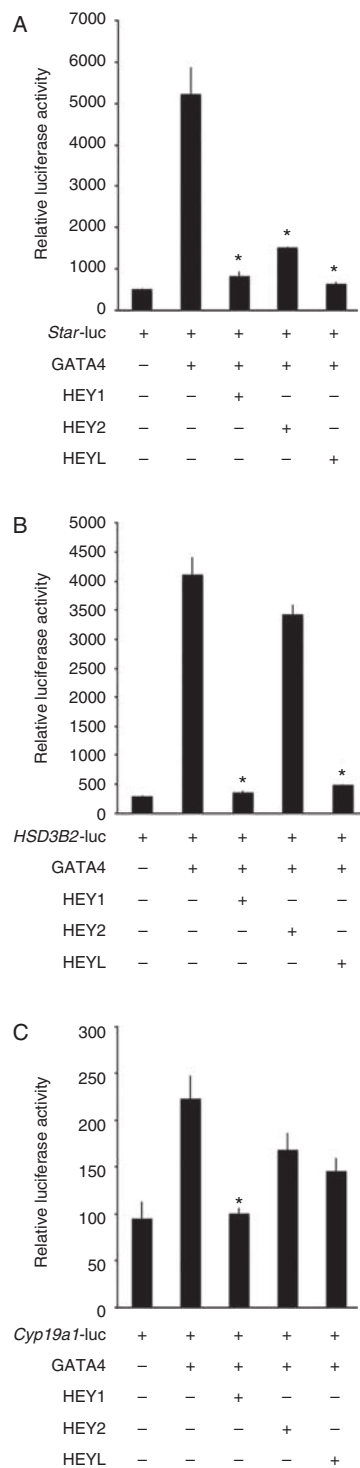 A
Relative luciferase activity
7000
6000
5000
4000
3000
2000
1000
0
* * *
Star-luc + + + + +
GATA4 – + + + +
HEY1 – – + – –
HEY2 – – – + –
HEYL – – – – +
B
Relative luciferase activity
5000
4500
4000
3500
3000
2500
2000
1500
1000
500
0
* *
HSD3B2-luc + + + + +
GATA4 – + + + +
HEY1 – – + – –
HEY2 – – – + –
HEYL – – – – +
C
Relative luciferase activity
300
250
200
150
100
50
0
*
Cyp19a1-luc + + + + +
GATA4 – + + + +
HEY1 – – + – –
HEY2 – – – + –
HEYL – – – – +